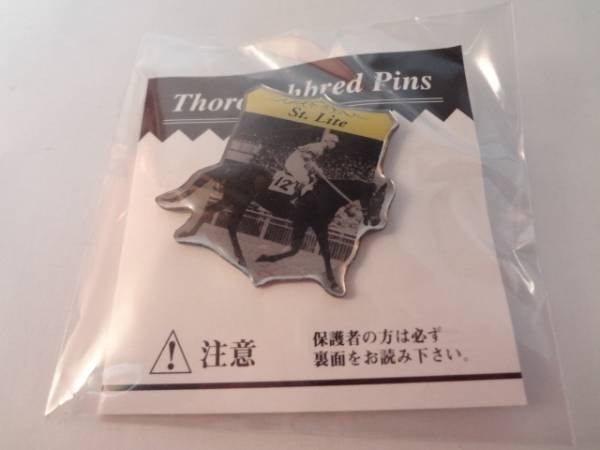 Thoro bbred Pins
St. Lite
12
注意
保護者の方は必ず
裏面をお読み下さい。